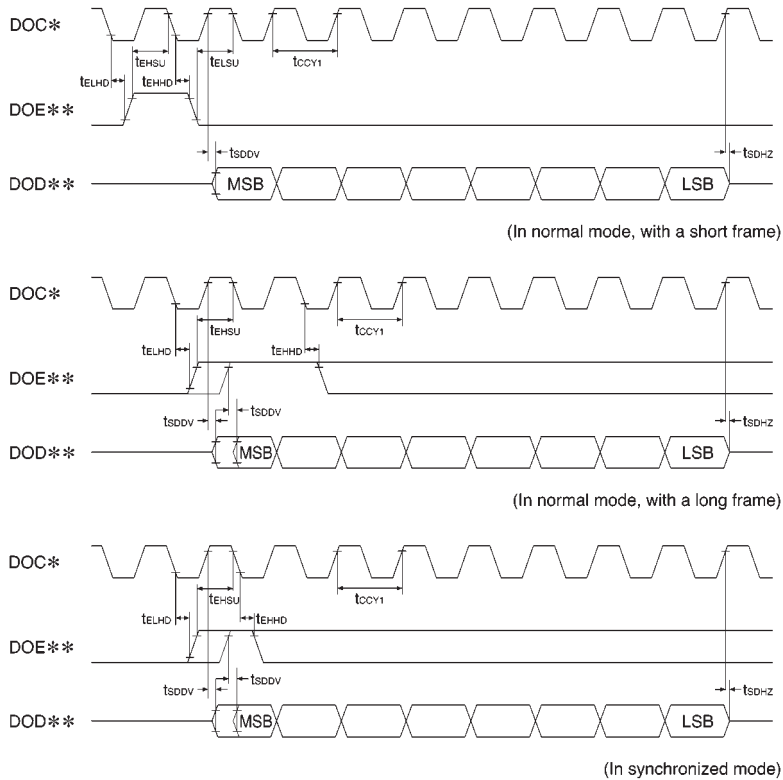 DOC*
tEHSU tELSU tCCY1
tELHD tEHHD
DOE**
tSDDV tSDHZ
DOD** MSB LSB
(In normal mode, with a short frame)
DOC*
tEHSU tCCY1
tELHD tEHHD
DOE**
tSDDV tSDDV tSDHZ
DOD** MSB LSB
(In normal mode, with a long frame)
DOC*
tEHSU tCCY1
tELHD tEHHD
DOE**
tSDDV tSDDV tSDHZ
DOD** MSB LSB
(In synchronized mode)